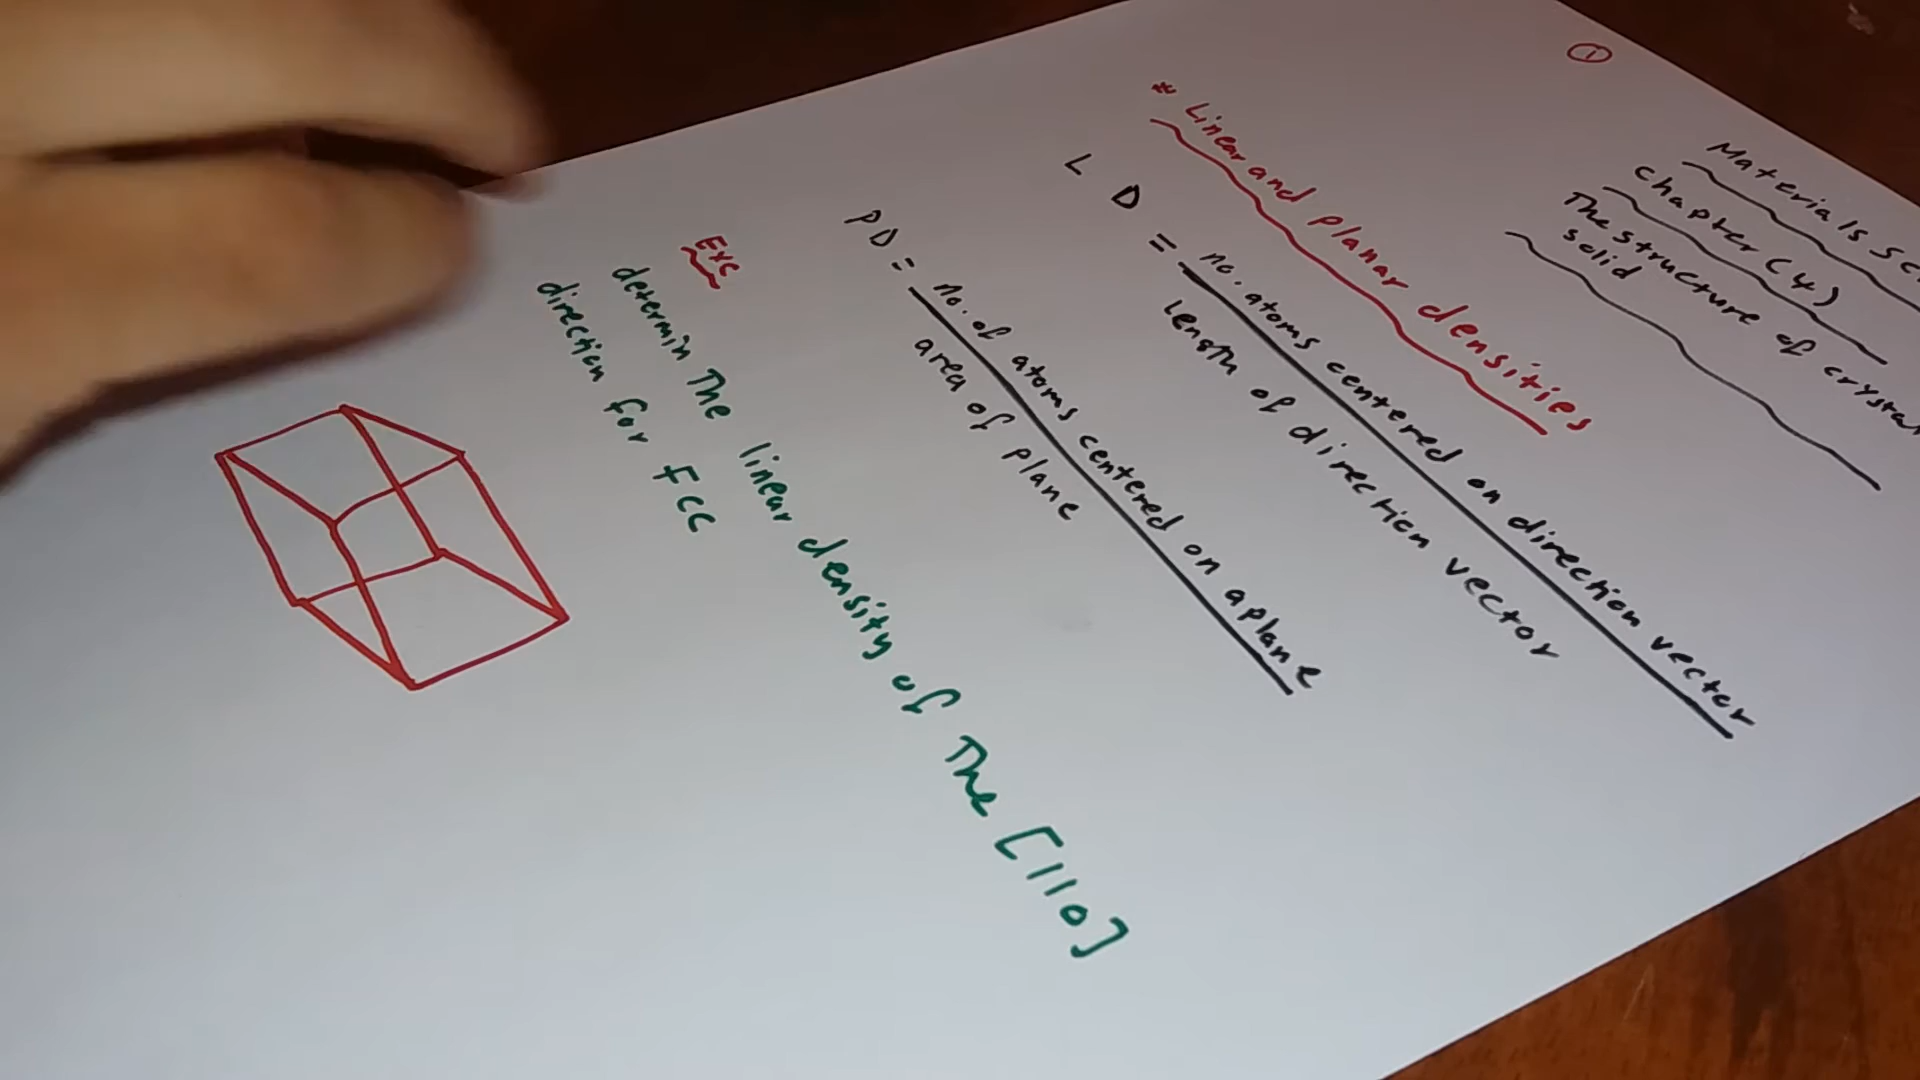 ①
Materials
chapter (4)
The structure of
solid
* Linear and planar densities
L D = no. atoms centered on direction vector
Length of direction vector
PD = no. of atoms centered on a plane
area of plane
Exc
determin The linear density of The [110]
direction for FCC